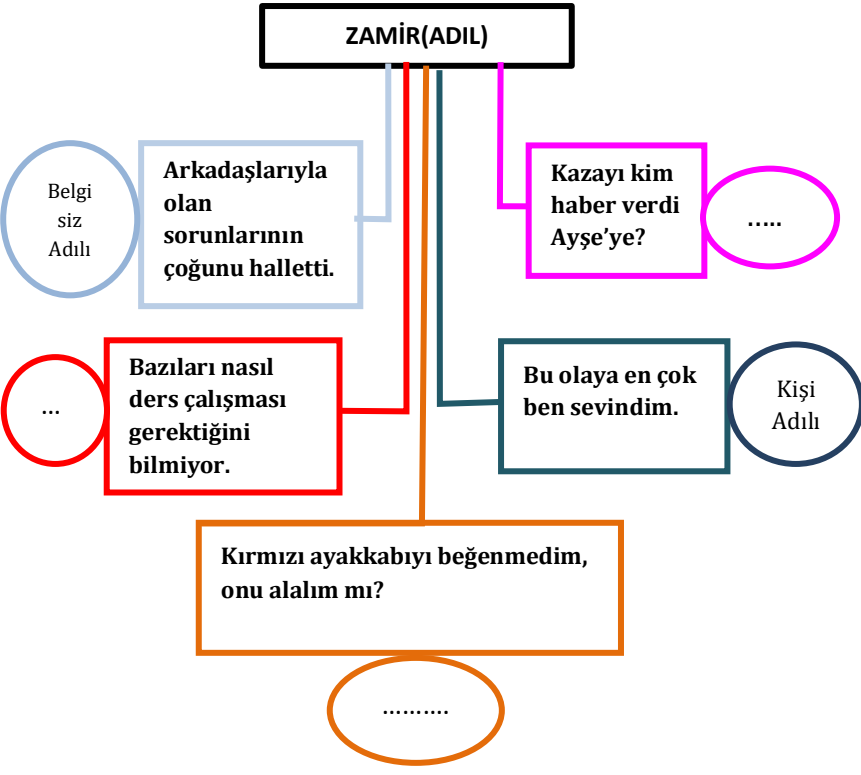 ZAMİR(ADIL)
Belgi
siz
Adılı
Arkadaşlarıyla
olan
sorunlarının
çoğunu halletti.
Kazayı kim
haber verdi
Ayşe’ye?
…..
…
Bazıları nasıl
ders çalışması
gerektiğini
bilmiyor.
Bu olaya en çok
ben sevindim.
Kişi
Adılı
Kırmızı ayakkabıyı beğenmedim,
onu alalım mı?
……….